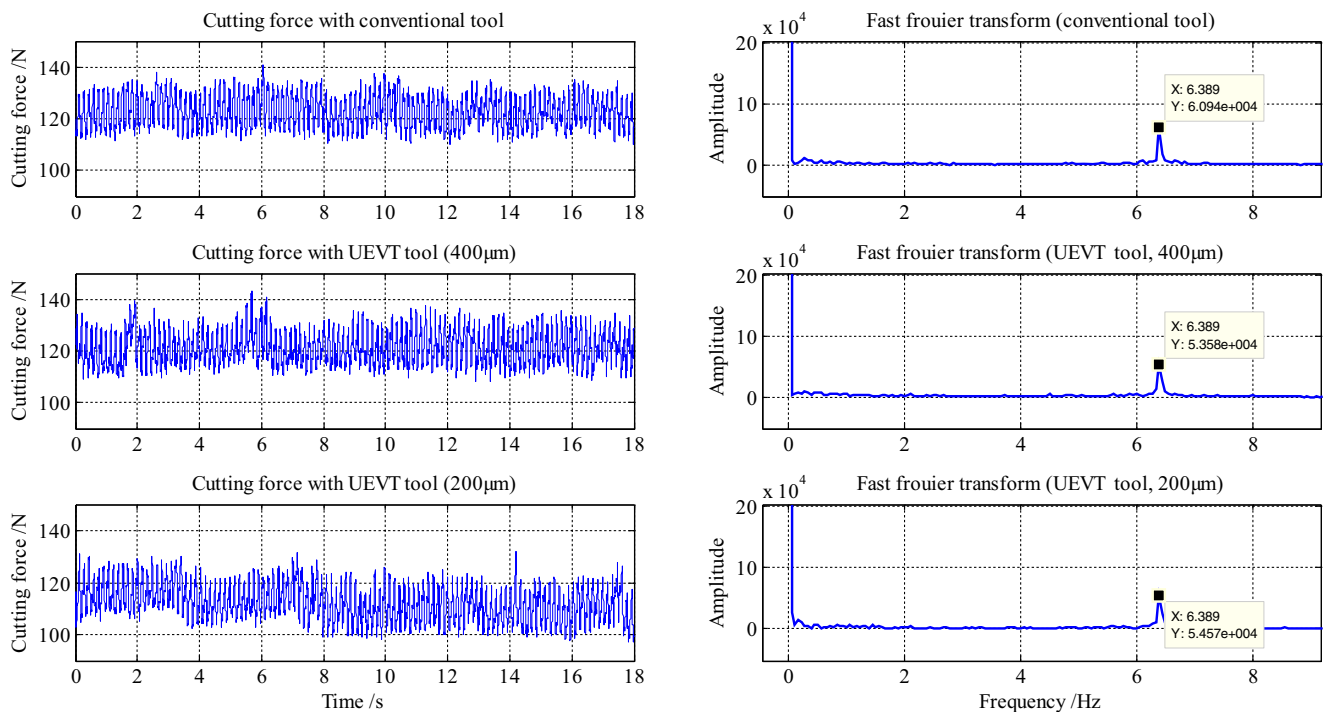 Cutting force with conventional tool
Cutting force /N
140
120
100
0 2 4 6 8 10 12 14 16 18
Fast frouier transform (conventional tool)
x 10^4
Amplitude
20
10
0
X: 6.389
Y: 6.094e+004
0 2 4 6 8
Cutting force with UEVT tool (400μm)
Cutting force /N
140
120
100
0 2 4 6 8 10 12 14 16 18
Fast frouier transform (UEVT tool, 400μm)
x 10^4
Amplitude
20
10
0
X: 6.389
Y: 5.358e+004
0 2 4 6 8
Cutting force with UEVT tool (200μm)
Cutting force /N
140
120
100
0 2 4 6 8 10 12 14 16 18
Time /s
Fast frouier transform (UEVT tool, 200μm)
x 10^4
Amplitude
20
10
0
X: 6.389
Y: 5.457e+004
0 2 4 6 8
Frequency /Hz